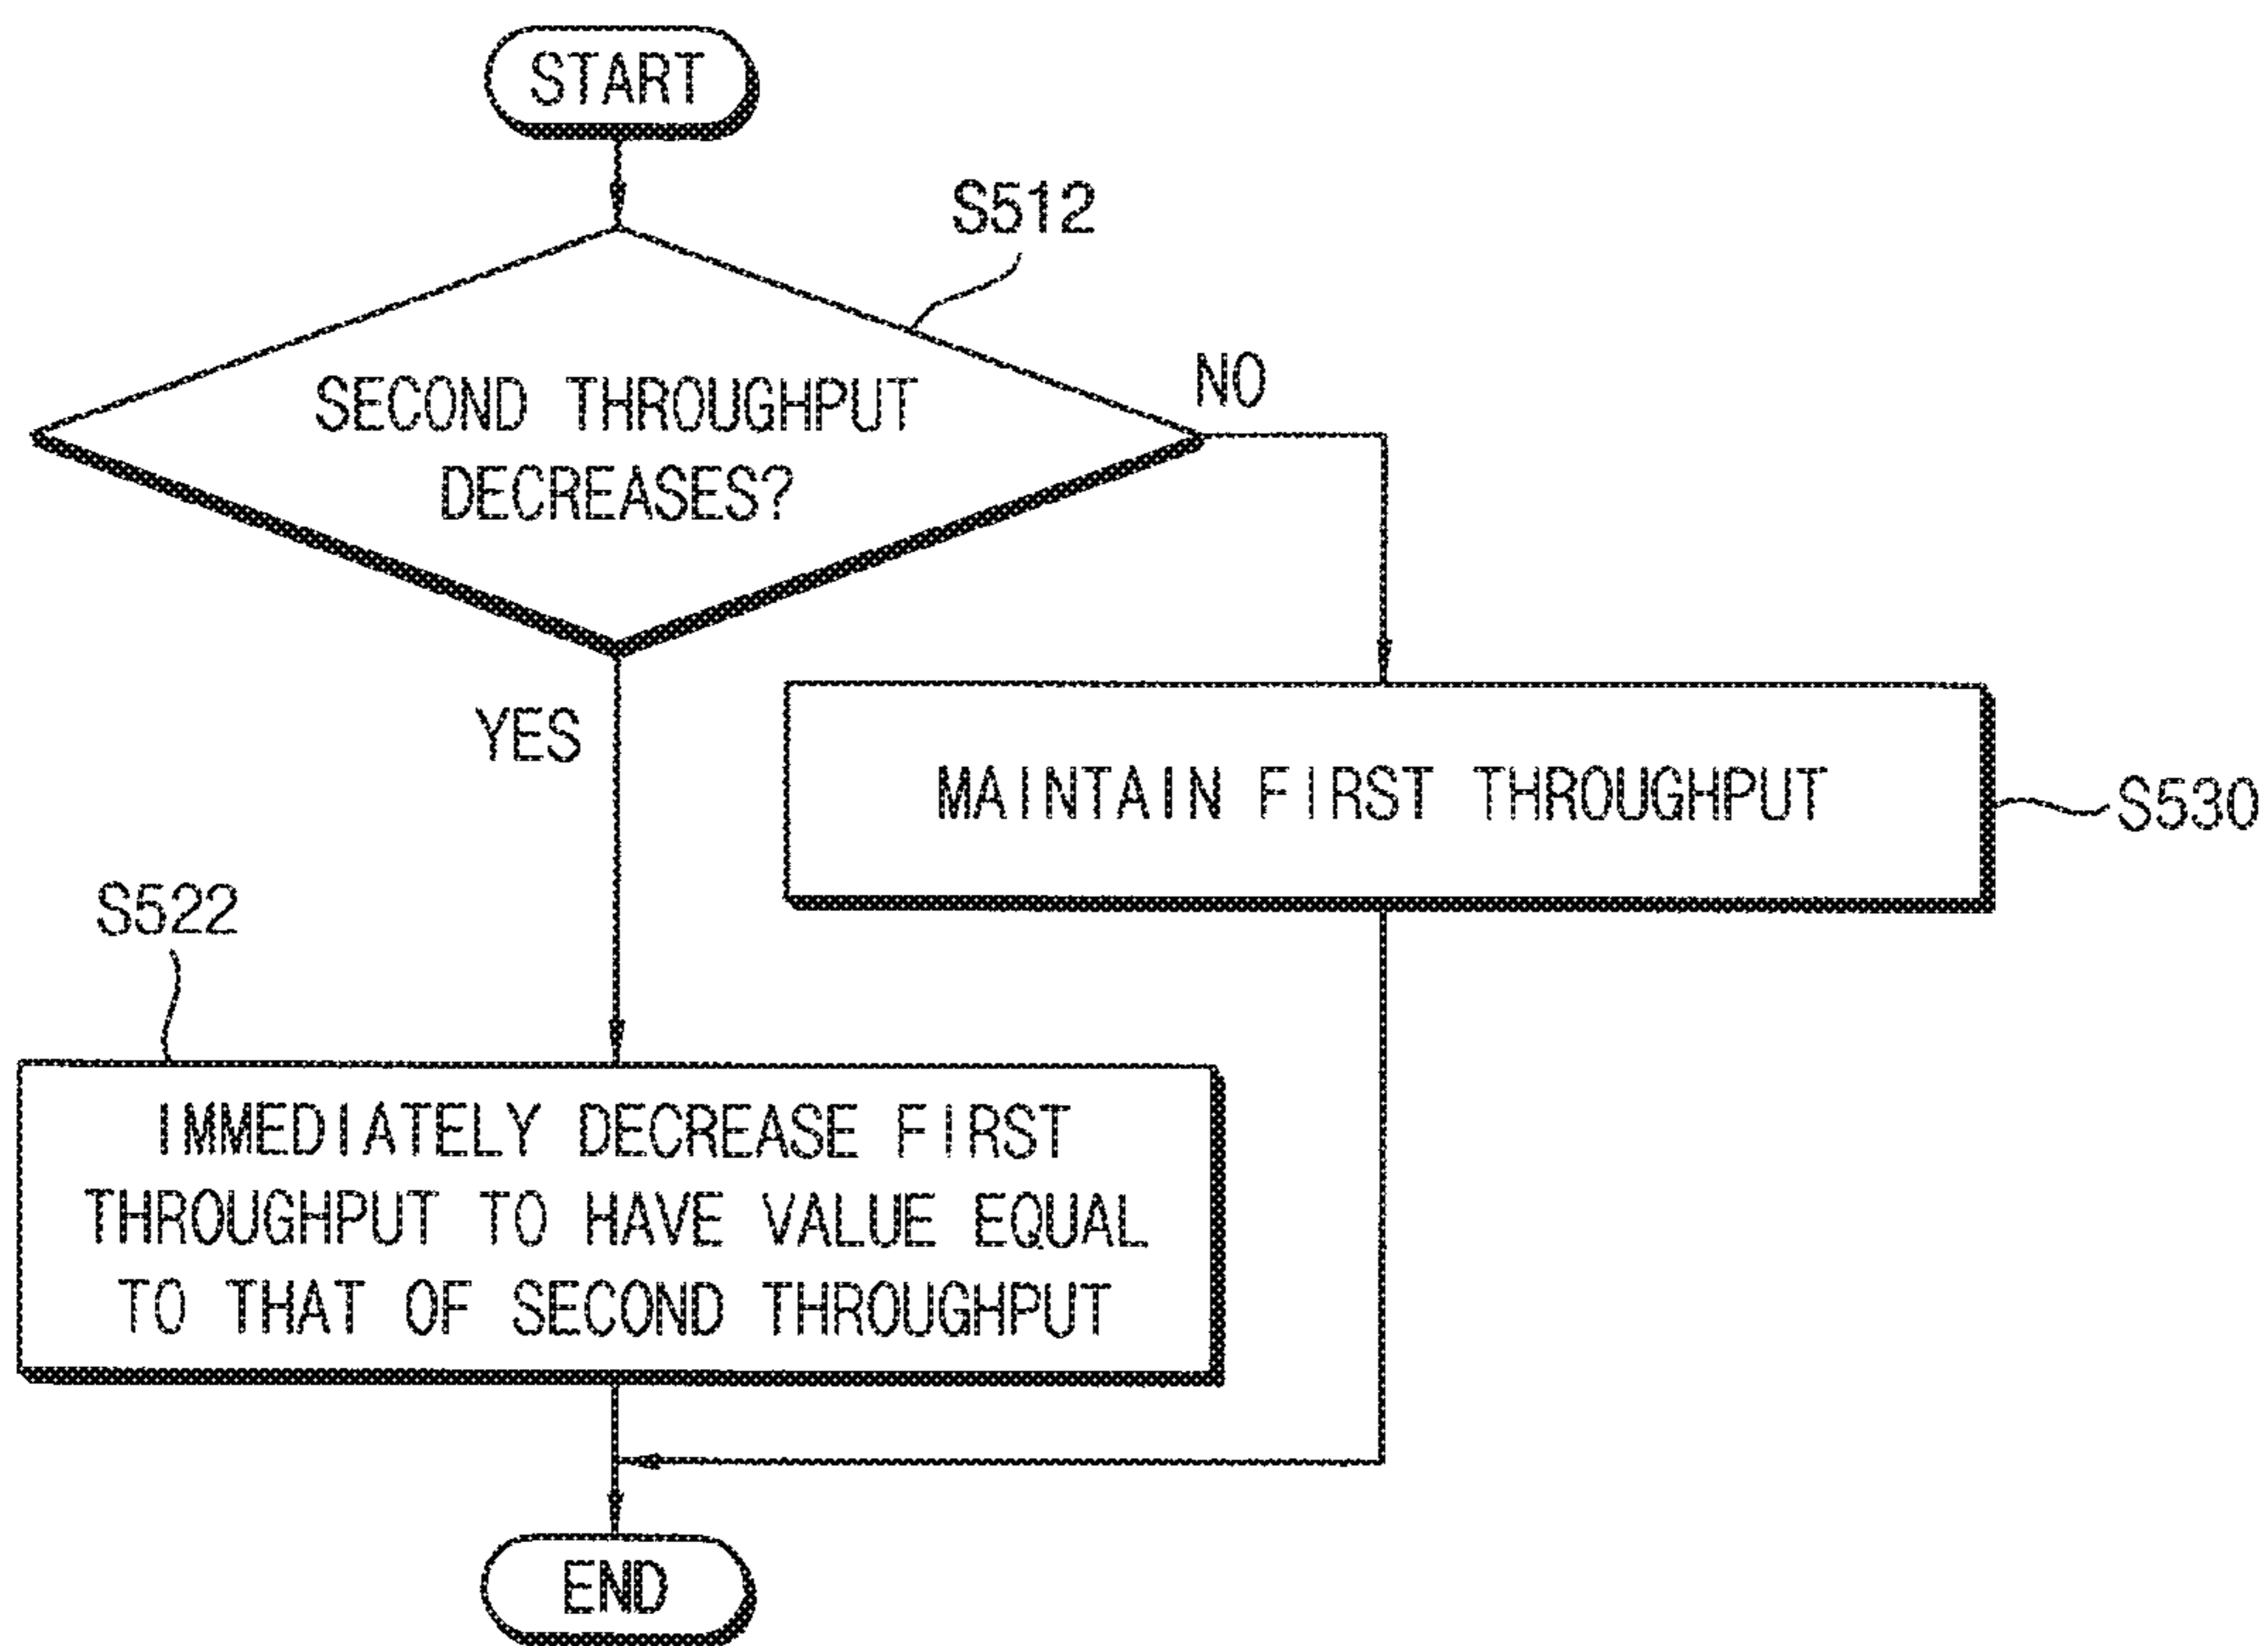 START
S512
SECOND THROUGHPUT
DECREASES?
NO
YES
MAINTAIN FIRST THROUGHPUT
S530
S522
IMMEDIATELY DECREASE FIRST
THROUGHPUT TO HAVE VALUE EQUAL
TO THAT OF SECOND THROUGHPUT
END